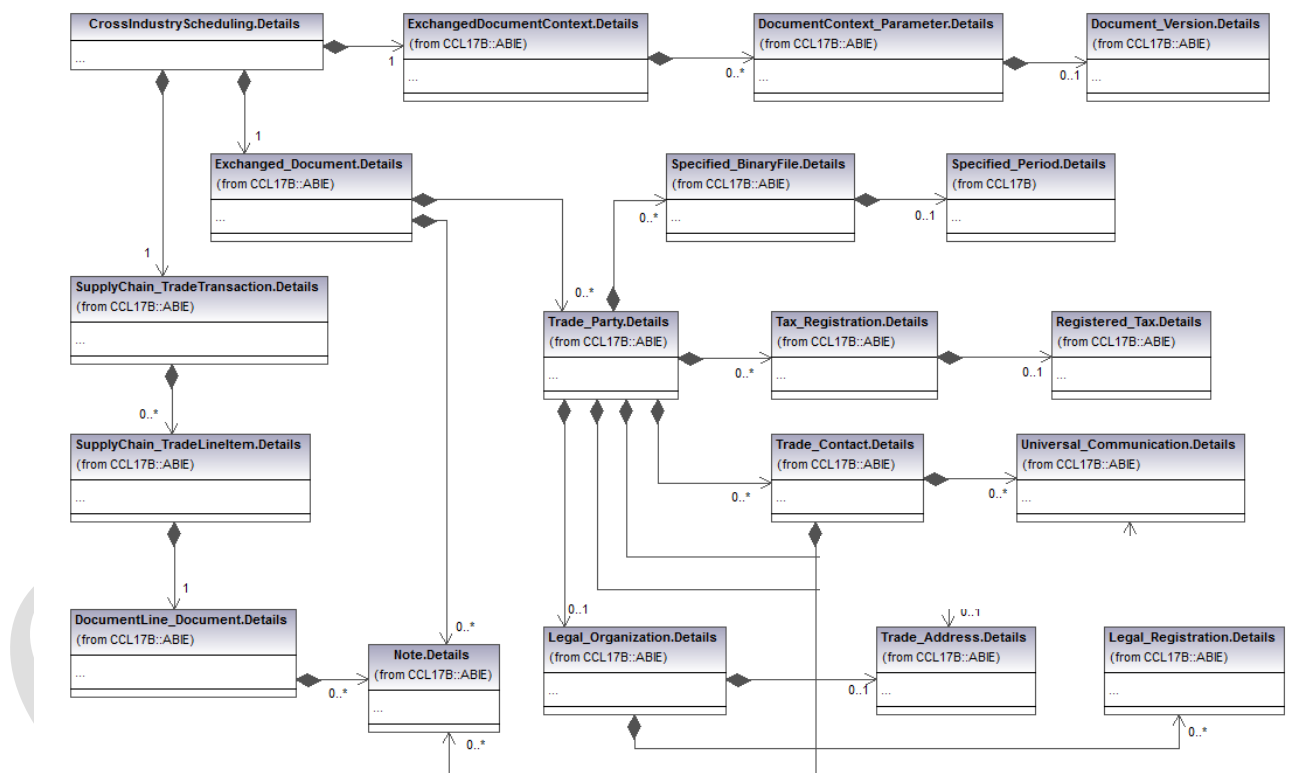 CrossIndustryScheduling.Details
...
1
ExchangedDocumentContext.Details
(from CCL17B::ABIE)
...
0..*
DocumentContext_Parameter.Details
(from CCL17B::ABIE)
...
0..1
Document_Version.Details
(from CCL17B::ABIE)
...
1
Exchanged_Document.Details
(from CCL17B::ABIE)
...
Specified_BinaryFile.Details
(from CCL17B::ABIE)
0..*
...
0..1
Specified_Period.Details
(from CCL17B)
...
1
SupplyChain_TradeTransaction.Details
(from CCL17B::ABIE)
...
0..*
Trade_Party.Details
(from CCL17B::ABIE)
...
0..*
Tax_Registration.Details
(from CCL17B::ABIE)
...
0..1
Registered_Tax.Details
(from CCL17B::ABIE)
...
0..*
SupplyChain_TradeLineItem.Details
(from CCL17B::ABIE)
...
0..*
Trade_Contact.Details
(from CCL17B::ABIE)
...
0..*
Universal_Communication.Details
(from CCL17B::ABIE)
...
1
DocumentLine_Document.Details
(from CCL17B::ABIE)
...
0..*
0..*
Note.Details
(from CCL17B::ABIE)
...
0..*
0..1
Legal_Organization.Details
(from CCL17B::ABIE)
...
0..1
0..1
Trade_Address.Details
(from CCL17B::ABIE)
...
Legal_Registration.Details
(from CCL17B::ABIE)
...
0..*